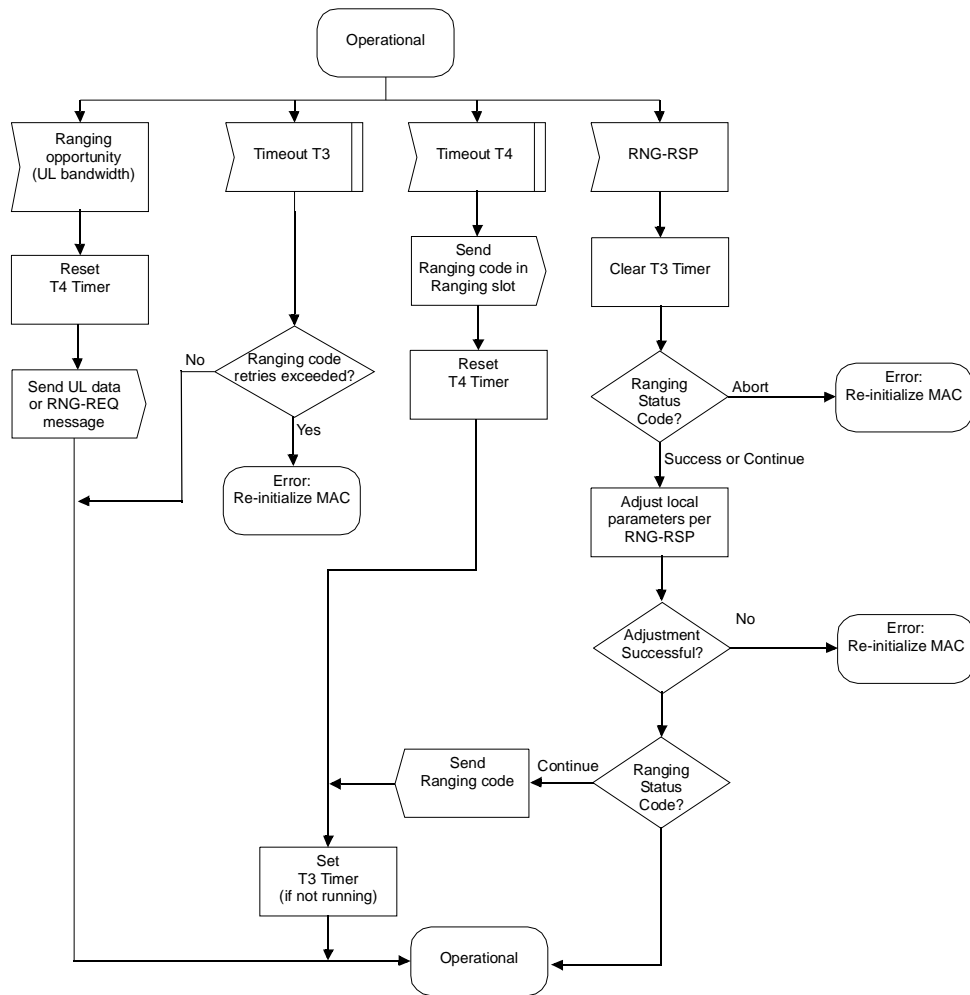 Operational
Ranging
opportunity
(UL bandwidth)
Timeout T3
Timeout T4
RNG-RSP
Reset
T4 Timer
Send
Ranging code in
Ranging slot
Clear T3 Timer
No
Ranging code
retries exceeded?
Yes
Send UL data
or RNG-REQ
message
Reset
T4 Timer
Ranging
Status
Code?
Abort
Error:
Re-initialize MAC
Success or Continue
Error:
Re-initialize MAC
Adjust local
parameters per
RNG-RSP
Adjustment
Successful?
No
Error:
Re-initialize MAC
Send
Ranging code
Continue
Ranging
Status
Code?
Set
T3 Timer
(if not running)
Operational